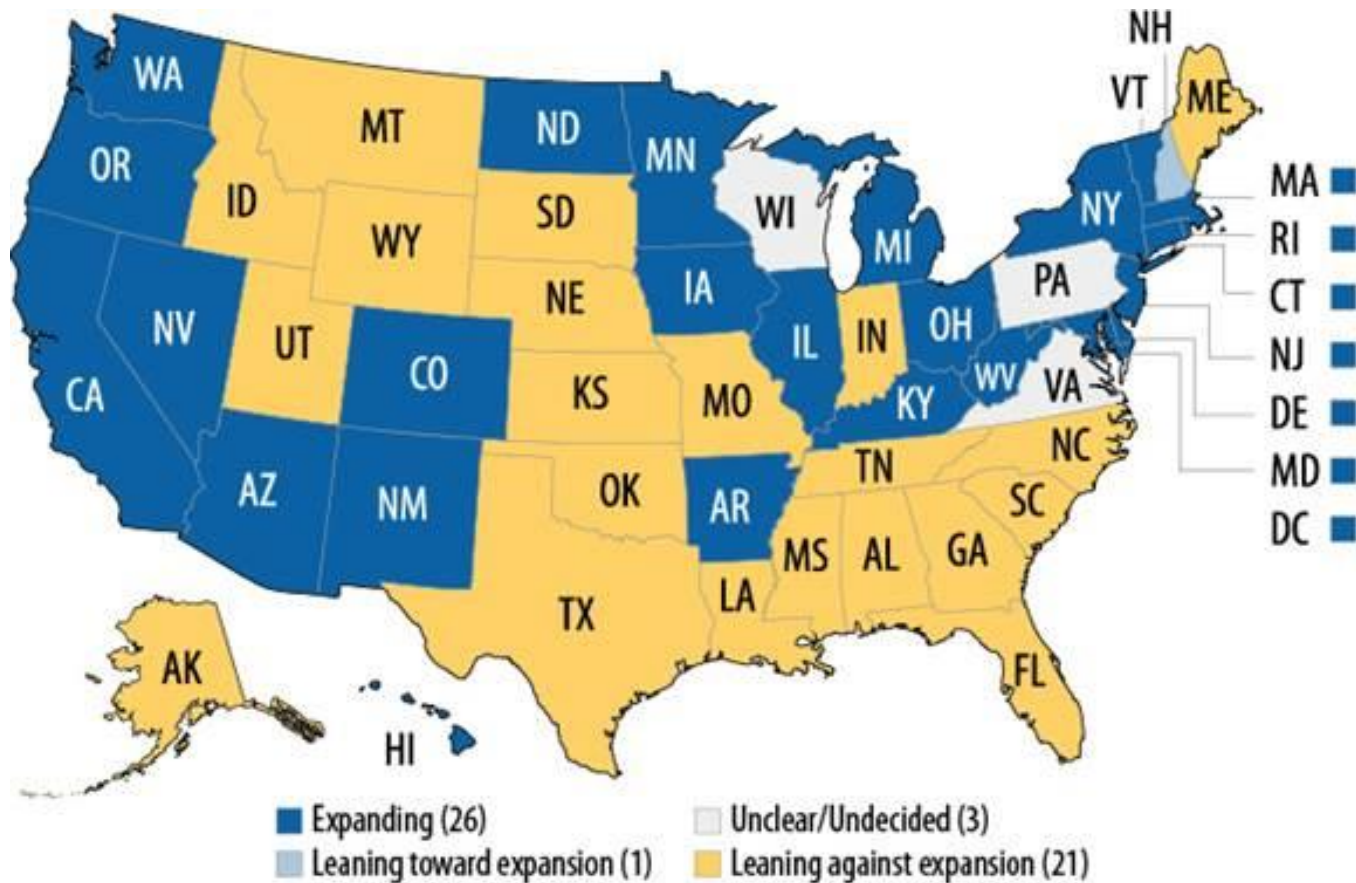 NH
VT
ME
WA
MT
ND
MN
OR
ID
SD
WI
NY
MA
WY
MI
RI
IA
PA
CT
NE
NV
UT
IL
IN
OH
NJ
CO
WV
CA
KS
MO
KY
VA
DE
NC
TN
MD
AZ
OK
NM
AR
SC
DC
MS
AL
GA
LA
TX
AK
FL
HI
Expanding (26)
Unclear/Undecided (3)
Leaning toward expansion (1)
Leaning against expansion (21)